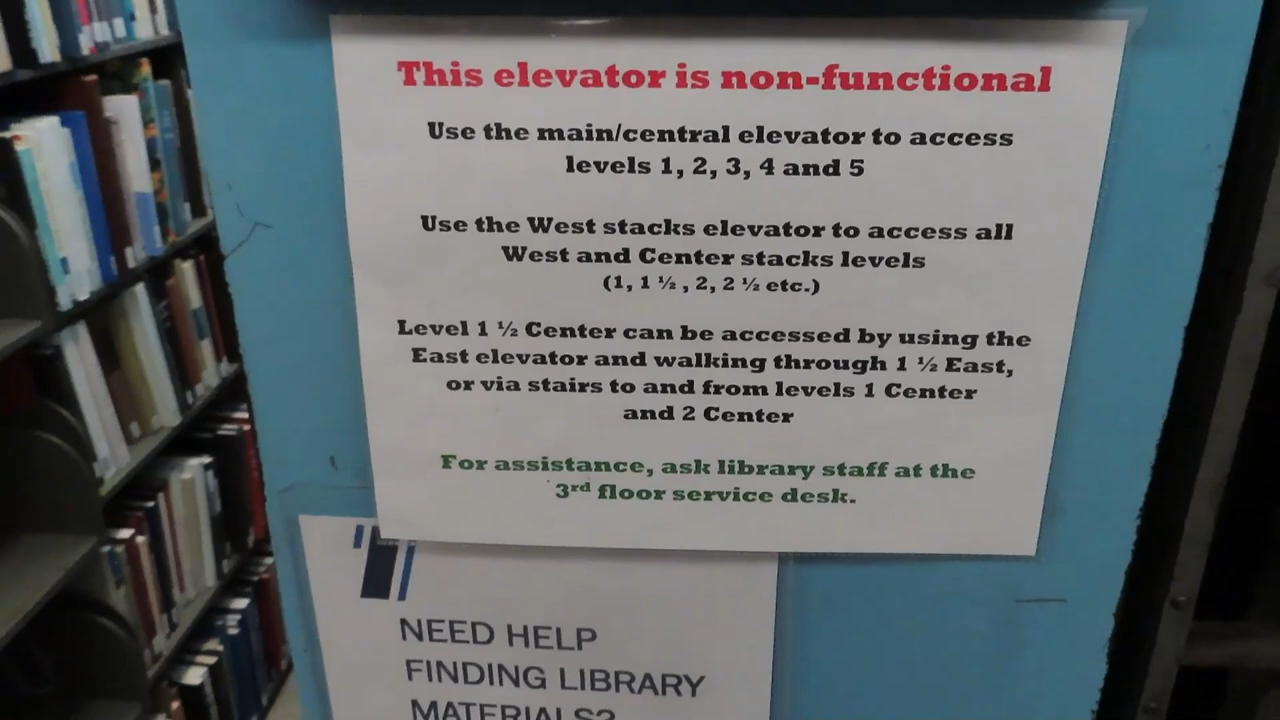 This elevator is non-functional
Use the main/central elevator to access
levels 1, 2, 3, 4 and 5
Use the West stacks elevator to access all
West and Center stacks levels
(1, 1 ½ , 2, 2 ½ etc.)
Level 1 ½ Center can be accessed by using the
East elevator and walking through 1 ½ East,
or via stairs to and from levels 1 Center
and 2 Center
For assistance, ask library staff at the
3rd floor service desk.
NEED HELP
FINDING LIBRARY
MATERIALS?